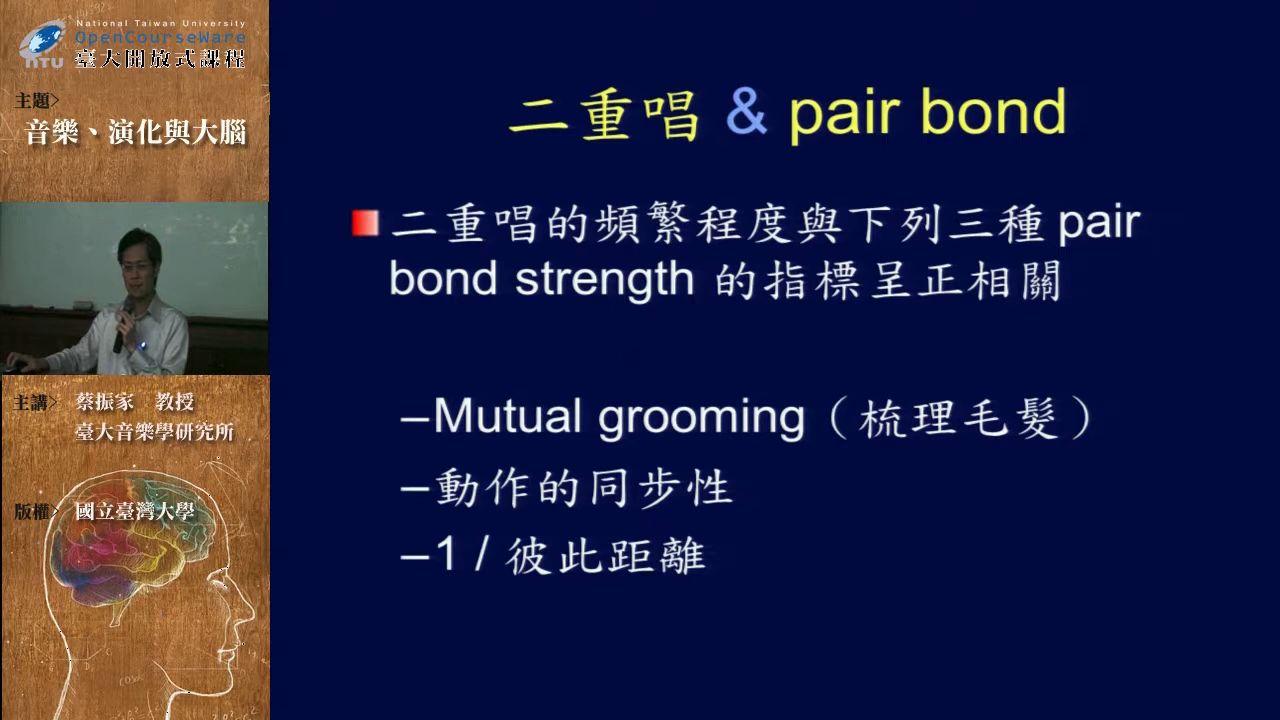 National Taiwan University
OpenCourseWare
NTU
臺大開放式課程
主題>
音樂、演化與大腦
主講> 蔡振家 教授
臺大音樂學研究所
版權> 國立臺灣大學
二重唱 & pair bond
二重唱的頻繁程度與下列三種 pair
bond strength 的指標呈正相關
–Mutual grooming（梳理毛髮）
–動作的同步性
–1 / 彼此距離